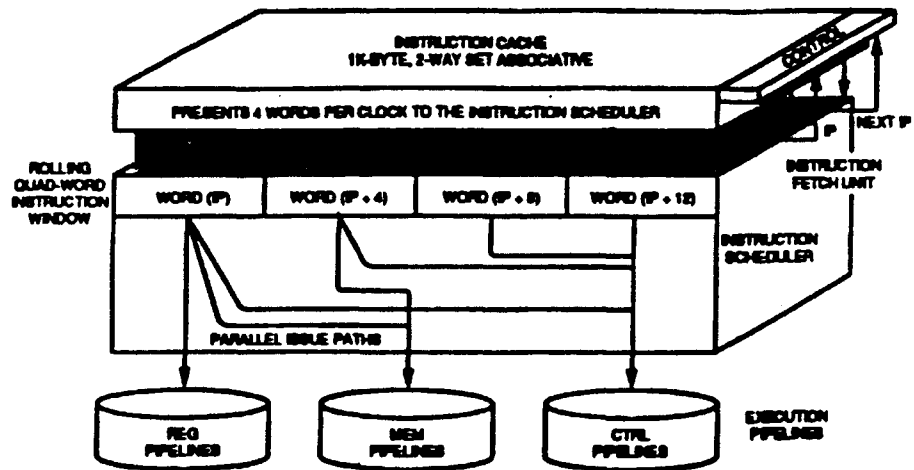 INSTRUCTION CACHE
1K-BYTE, 2-WAY SET ASSOCIATIVE
CONTROL
PRESENTS 4 WORDS PER CLOCK TO THE INSTRUCTION SCHEDULER
IP
NEXT IP
INSTRUCTION
FETCH UNIT
ROLLING
QUAD-WORD
INSTRUCTION
WINDOW
WORD (IP)
WORD (IP + 4)
WORD (IP + 8)
WORD (IP + 12)
INSTRUCTION
SCHEDULER
PARALLEL ISSUE PATHS
REG
PIPELINES
MEM
PIPELINES
CTRL
PIPELINES
EXECUTION
PIPELINES